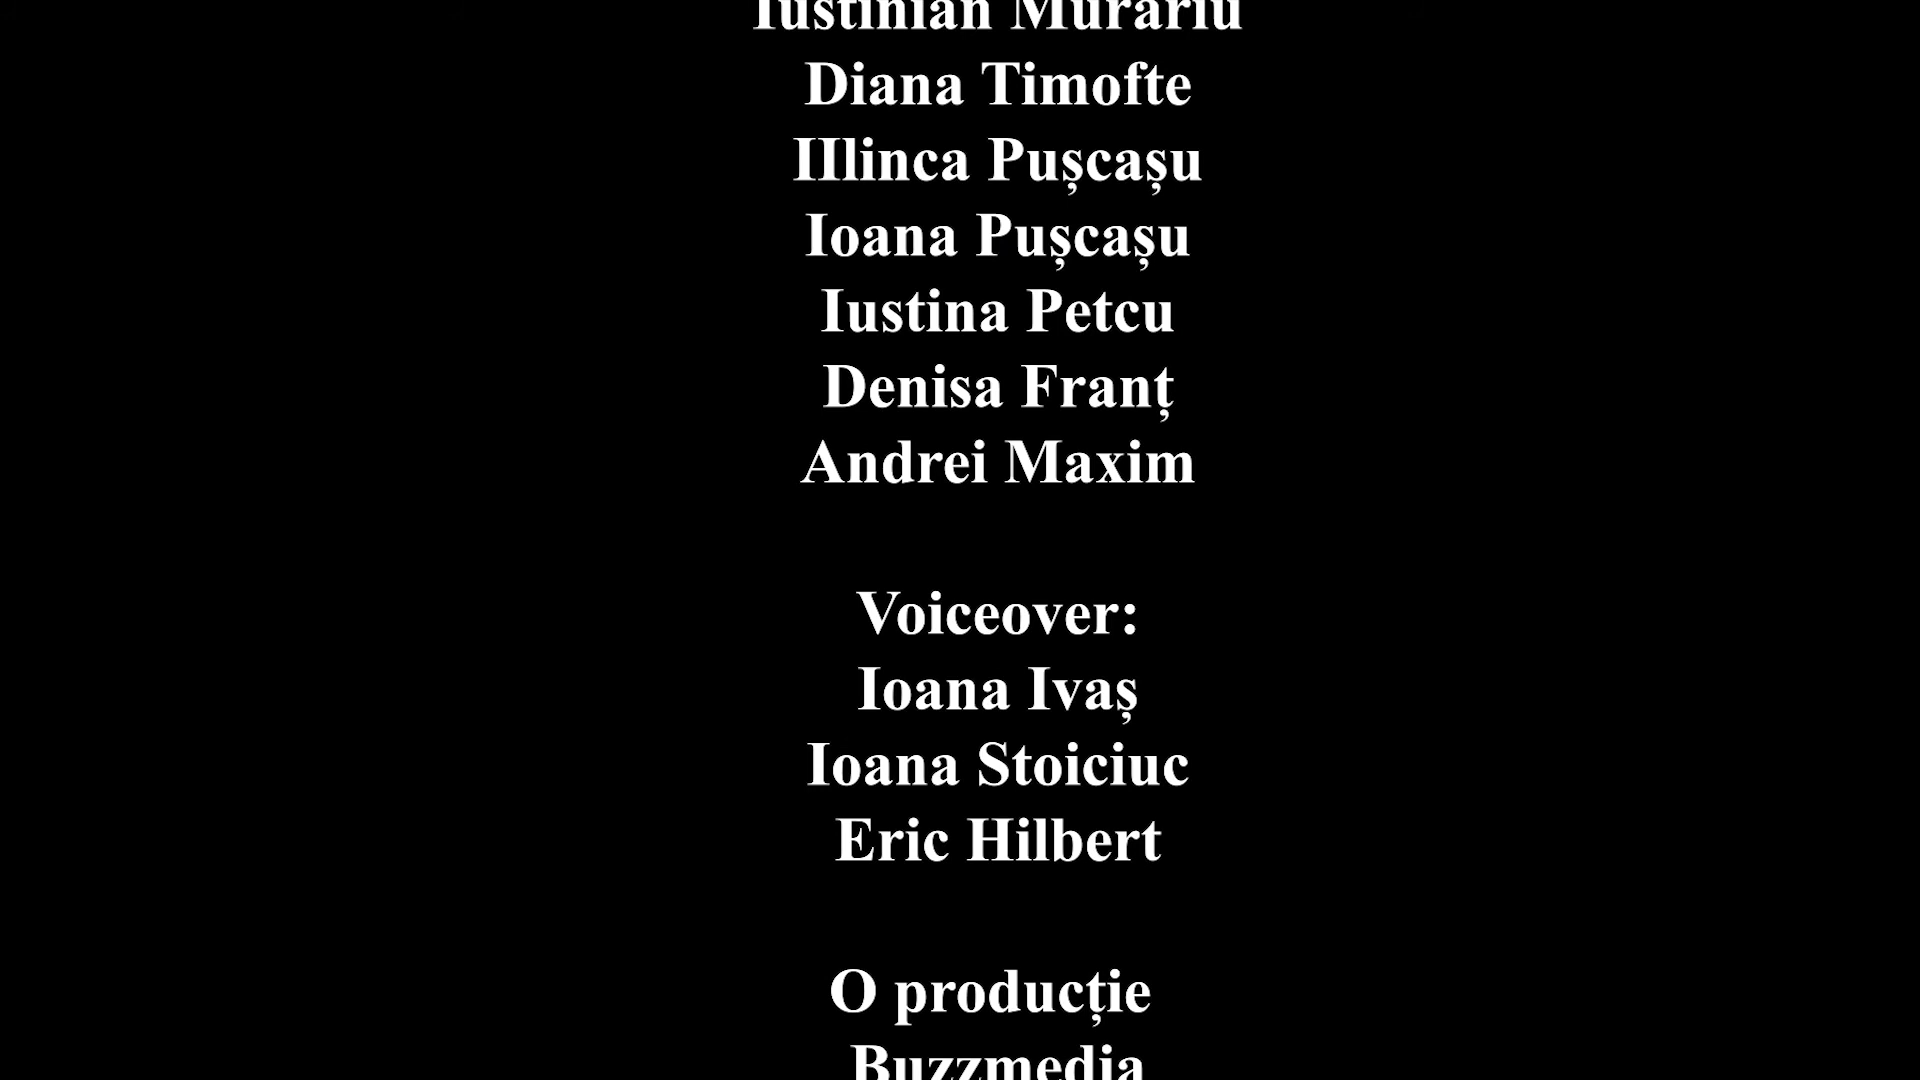 Iustinian Murariu
Diana Timofte
IIlinca Pușcașu
Ioana Pușcașu
Iustina Petcu
Denisa Franț
Andrei Maxim
Voiceover:
Ioana Ivaș
Ioana Stoiciuc
Eric Hilbert
O producție
Buzzmedia